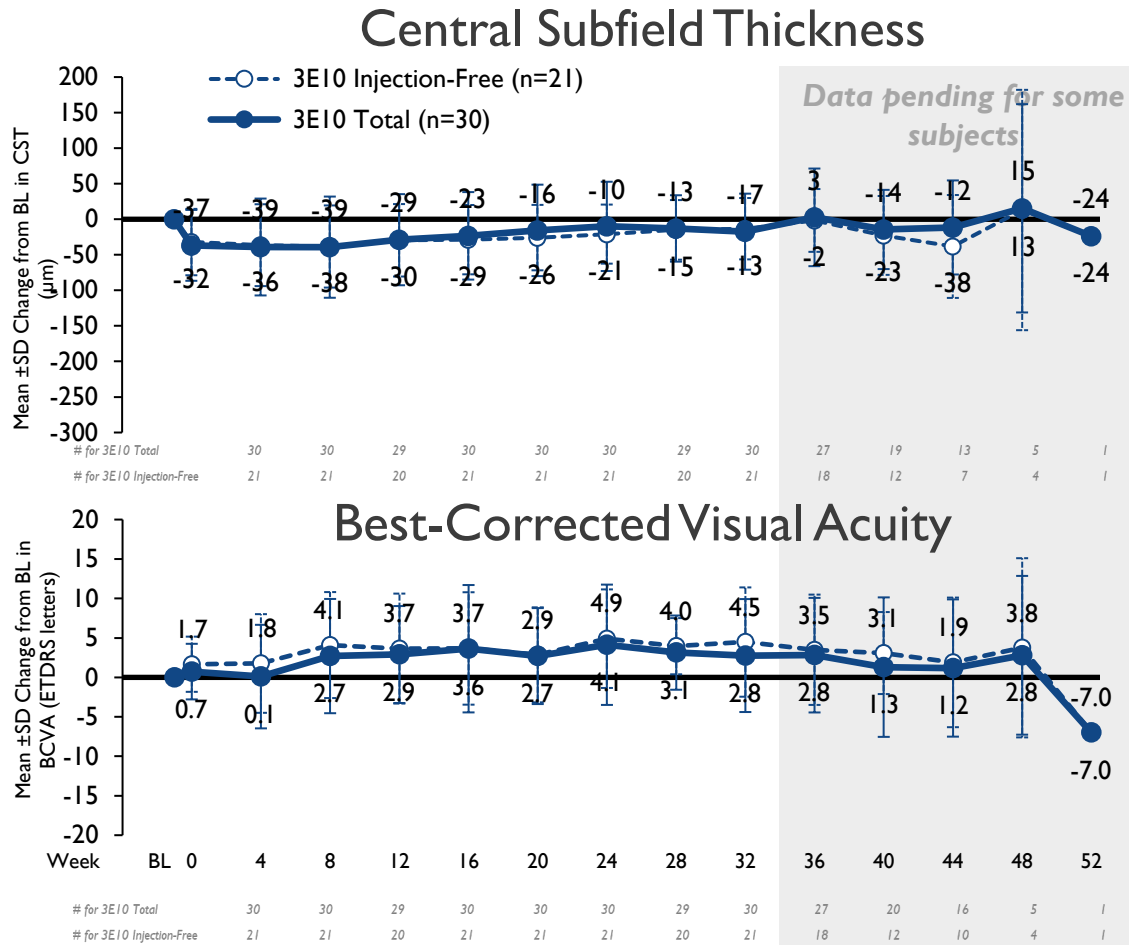 Central Subfield Thickness
200
150
100
50
0
-50
-100
-150
-200
-250
-300
Mean ±SD Change from BL in CST
(µm)
3E10 Injection-Free (n=21)
3E10 Total (n=30)
Data pending for some
subjects
-37 -39 -39 -29 -23 -16 -10 -13 -17 3 -14 -12 15 -24
-32 -36 -38 -30 -29 -26 -21 -15 -13 -2 -23 -38 13 -24
# for 3E10 Total 30 30 29 30 30 30 29 30 27 19 13 5 1
# for 3E10 Injection-Free 21 21 20 21 21 21 20 21 18 12 7 4 1
Best-Corrected Visual Acuity
20
15
10
5
0
-5
-10
-15
-20
Mean ±SD Change from BL in
BCVA (ETDRS letters)
1.7 1.8 4.1 3.7 3.7 2.9 4.9 4.0 4.5 3.5 3.1 1.9 3.8 -7.0
0.7 0.1 2.7 2.9 3.6 2.7 4.1 3.1 2.8 2.8 1.3 1.2 2.8 -7.0
Week BL 0 4 8 12 16 20 24 28 32 36 40 44 48 52
# for 3E10 Total 30 30 29 30 30 30 29 30 27 20 16 5 1
# for 3E10 Injection-Free 21 21 20 21 21 21 20 21 18 12 10 4 1